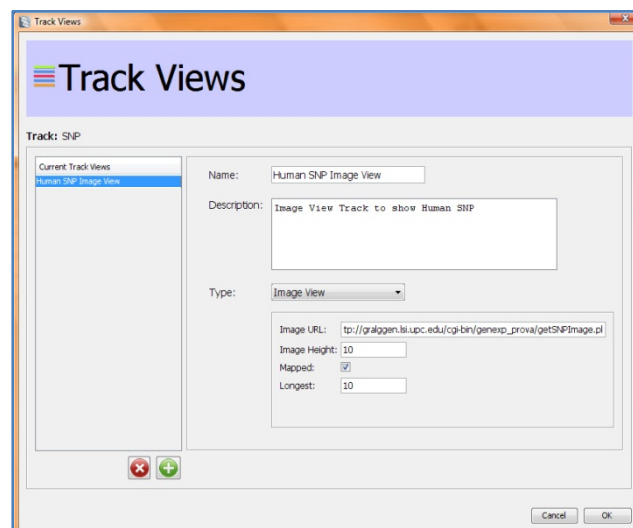 Track Views
Track Views
Track: SNP
Current Track Views
Human SNP Image View
Name: Human SNP Image View
Description: Image View Track to show Human SNP
Type: Image View
Image URL: tp://gralggen.lsi.upc.edu/cgi-bin/genexp_prova/getSNPImage.pl
Image Height: 10
Mapped:
Longest: 10
Cancel OK